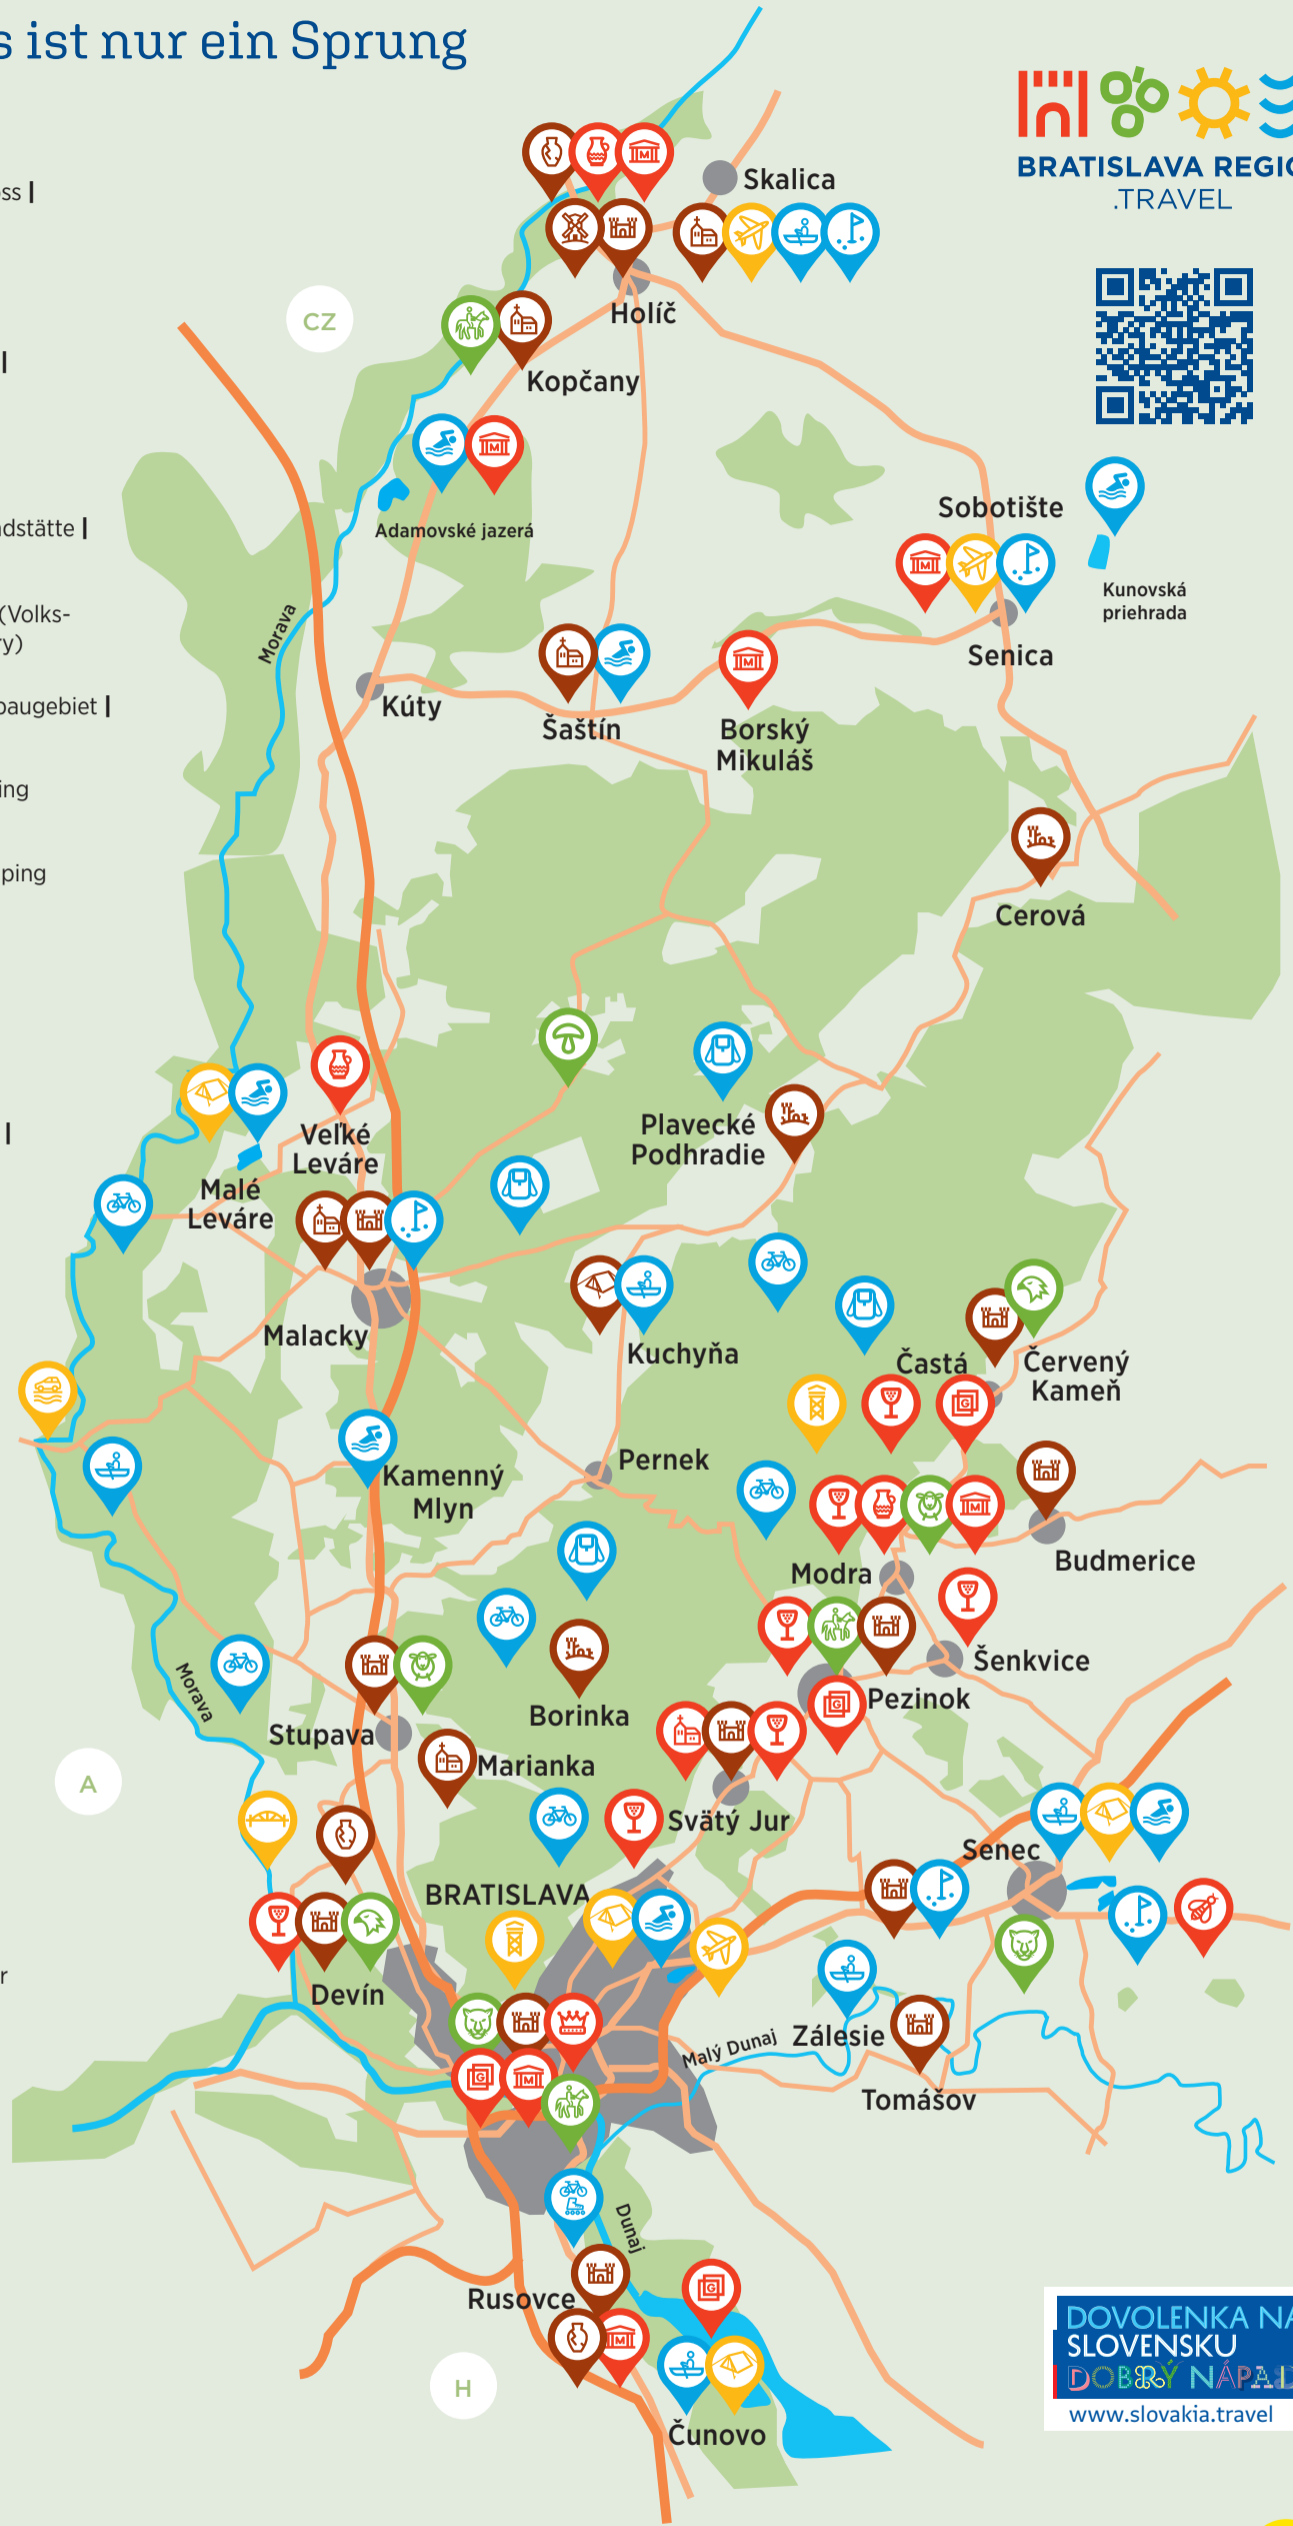 s ist nur ein Sprung
BRATISLAVA REGIO
.TRAVEL
oss |
|
dstätte |
(Volks-
ry)
baugebiet |
ing
ping
|
r
CZ
A
H
Skalica
Holíč
Kopčany
Adamovské jazerá
Sobotište
Kunovská
priehrada
Senica
Morava
Kúty
Šaštín
Borský
Mikuláš
Cerová
Veľké
Leváre
Malé
Leváre
Plavecké
Podhradie
Malacky
Kuchyňa
Častá
Červený
Kameň
Kamenný
Mlyn
Pernek
Budmerice
Modra
Šenkvice
Pezinok
Morava
Stupava
Borinka
Marianka
Svätý Jur
Senec
BRATISLAVA
Devín
Malý Dunaj
Zálesie
Tomášov
Dunaj
Rusovce
Čunovo
DOVOLENKA NA
SLOVENSKU
DOBRÝ NÁPAD
www.slovakia.travel